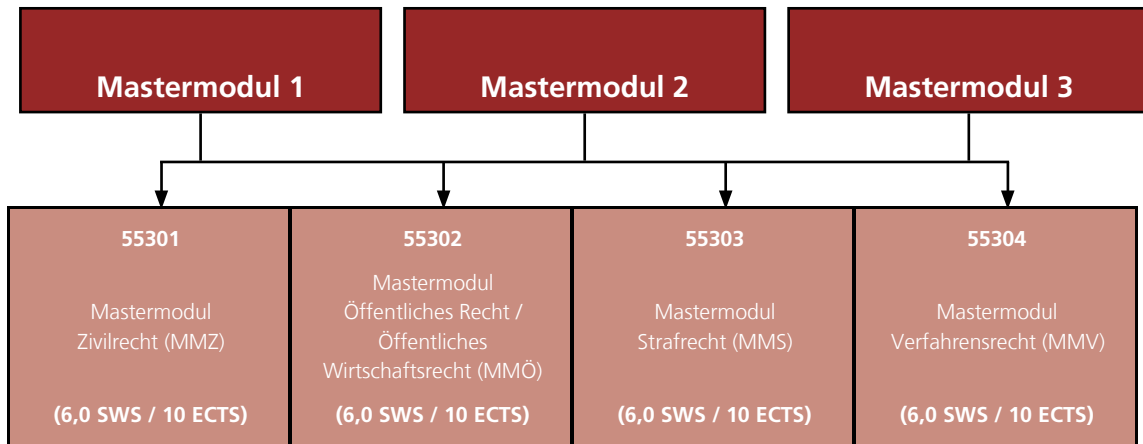 Mastermodul 1
Mastermodul 2
Mastermodul 3
55301
Mastermodul
Zivilrecht (MMZ)
(6,0 SWS / 10 ECTS)
55302
Mastermodul
Öffentliches Recht /
Öffentliches
Wirtschaftsrecht (MMÖ)
(6,0 SWS / 10 ECTS)
55303
Mastermodul
Strafrecht (MMS)
(6,0 SWS / 10 ECTS)
55304
Mastermodul
Verfahrensrecht (MMV)
(6,0 SWS / 10 ECTS)